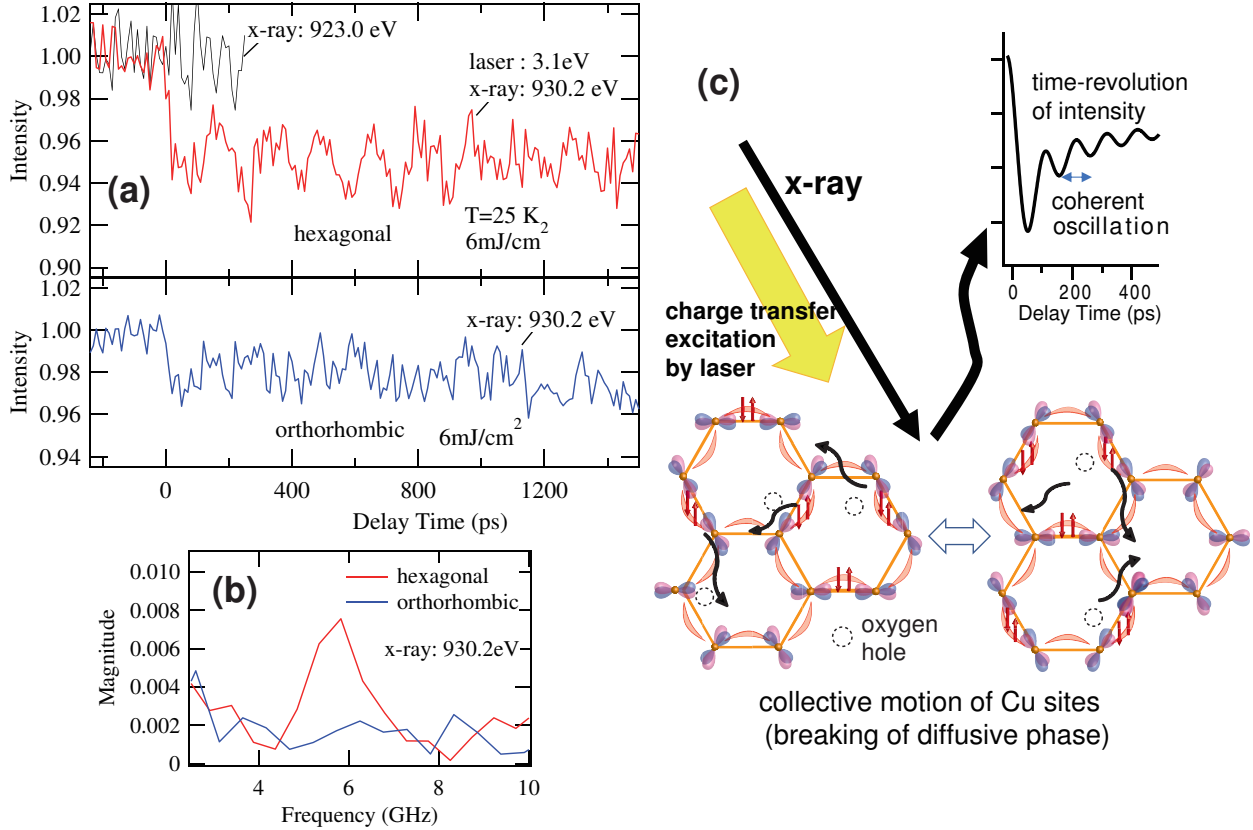 1.02
1.00
0.98
0.96
0.94
0.92
0.90
Intensity
(a)
x-ray: 923.0 eV
laser : 3.1eV
x-ray: 930.2 eV
hexagonal
T=25 K
6mJ/cm2
2
1.02
1.00
0.98
0.96
0.94
Intensity
x-ray: 930.2 eV
orthorhombic
6mJ/cm2
0
400
800
1200
Delay Time (ps)
0.010
0.008
0.006
0.004
0.002
0
Magnitude
(b)
hexagonal
orthorhombic
x-ray: 930.2eV
4
6
8
10
Frequency (GHz)
(c)
x-ray
charge transfer
excitation
by laser
time-revolution
of intensity
coherent
oscillation
0
200
400
Delay Time (ps)
oxygen
hole
collective motion of Cu sites
(breaking of diffusive phase)